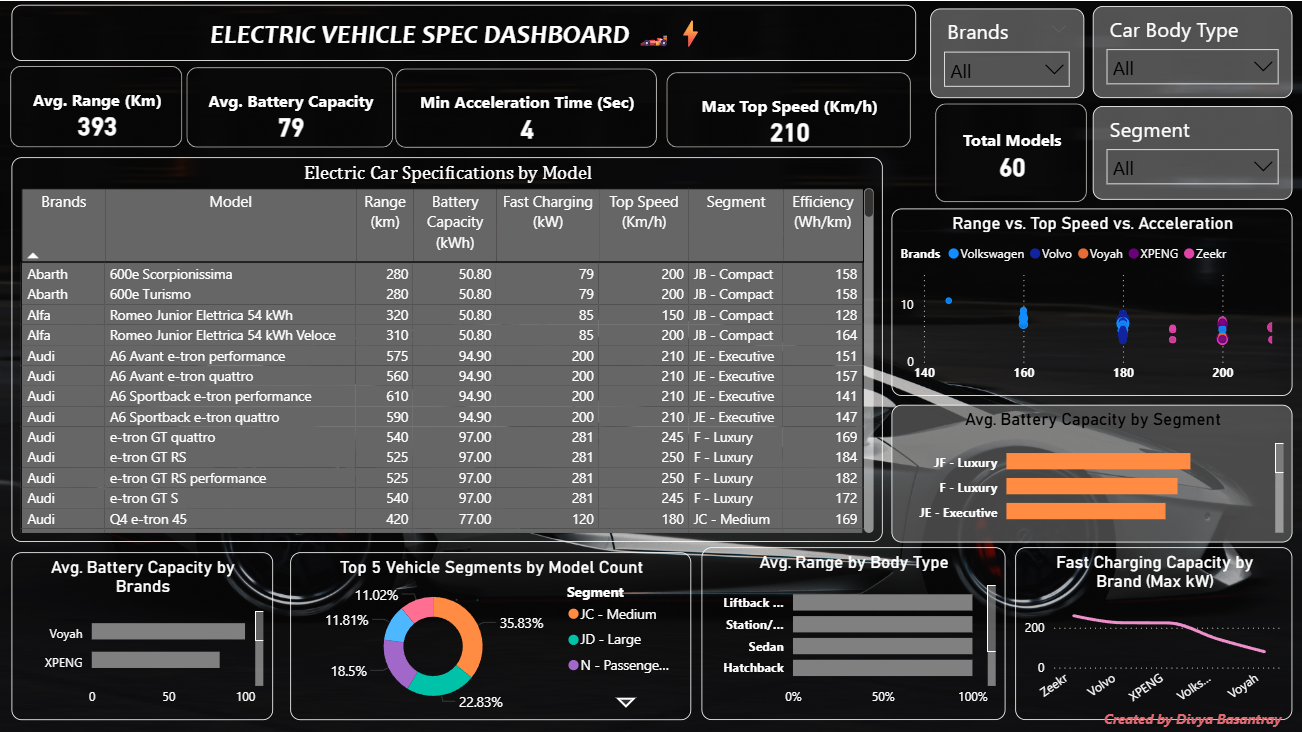 ELECTRIC VEHICLE SPEC DASHBOARD
Brands
All
Car Body Type
All
Avg. Range (Km)
393
Avg. Battery Capacity
79
Min Acceleration Time (Sec)
4
Max Top Speed (Km/h)
210
Total Models
60
Segment
All
Electric Car Specifications by Model
Brands Model Range (km) Battery Capacity (kWh) Fast Charging (kW) Top Speed (Km/h) Segment Efficiency (Wh/km)
Abarth 600e Scorpionissima 280 50.80 79 200 JB - Compact 158
Abarth 600e Turismo 280 50.80 79 200 JB - Compact 158
Alfa Romeo Junior Elettrica 54 kWh 320 50.80 85 150 JB - Compact 128
Alfa Romeo Junior Elettrica 54 kWh Veloce 310 50.80 85 200 JB - Compact 164
Audi A6 Avant e-tron performance 575 94.90 200 210 JE - Executive 151
Audi A6 Avant e-tron quattro 560 94.90 200 210 JE - Executive 157
Audi A6 Sportback e-tron performance 610 94.90 200 210 JE - Executive 141
Audi A6 Sportback e-tron quattro 590 94.90 200 210 JE - Executive 147
Audi e-tron GT quattro 540 97.00 281 245 F - Luxury 169
Audi e-tron GT RS 525 97.00 281 250 F - Luxury 184
Audi e-tron GT RS performance 525 97.00 281 250 F - Luxury 182
Audi e-tron GT S 540 97.00 281 245 F - Luxury 172
Audi Q4 e-tron 45 420 77.00 120 180 JC - Medium 169
Range vs. Top Speed vs. Acceleration
Brands Volkswagen Volvo Voyah XPENG Zeekr
10
0
140 160 180 200
Avg. Battery Capacity by Segment
JF - Luxury
F - Luxury
JE - Executive
Avg. Battery Capacity by
Brands
Voyah
XPENG
0 50 100
Top 5 Vehicle Segments by Model Count
11.02%
11.81%
18.5%
35.83%
22.83%
Segment
JC - Medium
JD - Large
N - Passenge...
Avg. Range by Body Type
Liftback ...
Station/...
Sedan
Hatchback
0% 50% 100%
Fast Charging Capacity by
Brand (Max kW)
200
0
Zeekr Volvo XPENG Volks... Voyah
Created by Divya Basantray